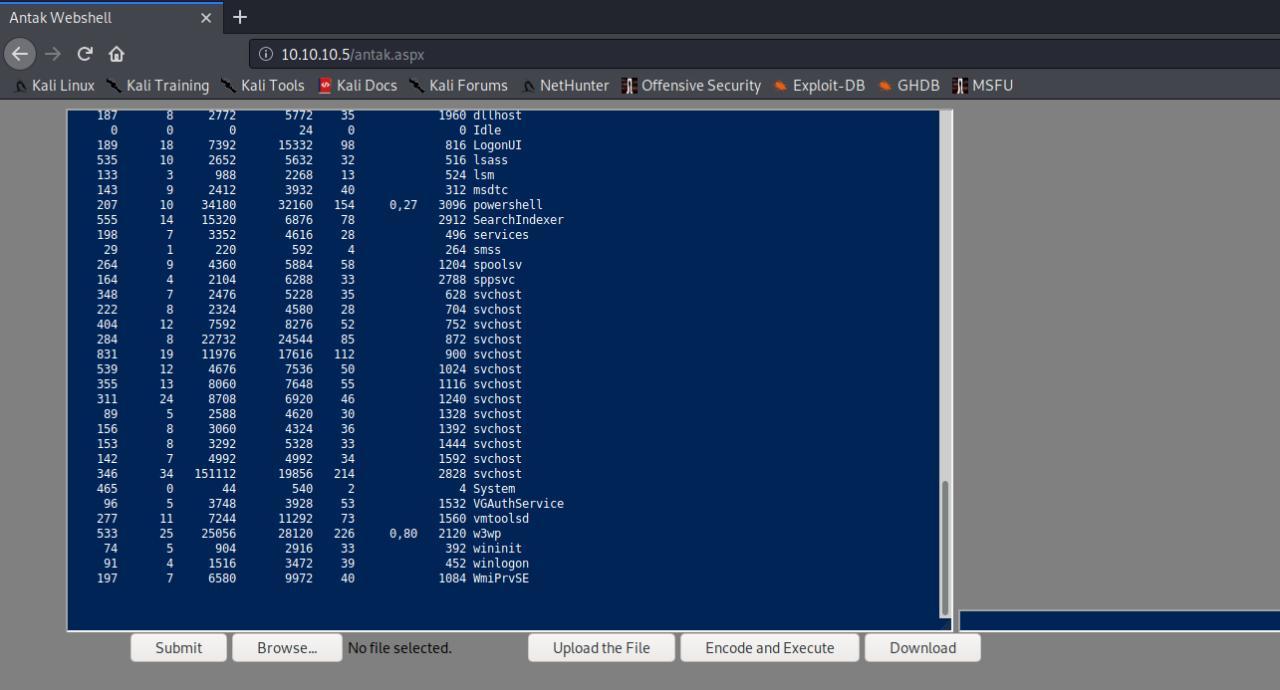 Antak Webshell
10.10.10.5/antak.aspx
Kali Linux Kali Training Kali Tools Kali Docs Kali Forums NetHunter Offensive Security Exploit-DB GHDB MSFU
187 8 2772 5772 35 1960 dllhost
0 0 0 24 0 0 Idle
189 18 7392 15332 98 816 LogonUI
535 10 2652 5632 32 516 lsass
133 3 988 2268 13 524 lsm
143 9 2412 3932 40 312 msdtc
207 10 34180 32160 154 0,27 3096 powershell
555 14 15320 6876 78 2912 SearchIndexer
198 7 3352 4616 28 496 services
29 1 220 592 4 264 smss
264 9 4360 5884 58 1204 spoolsv
164 4 2104 6288 33 2788 sppsvc
348 7 2476 5228 35 628 svchost
222 8 2324 4580 28 704 svchost
404 12 7592 8276 52 752 svchost
284 8 22732 24544 85 872 svchost
831 19 11976 17616 112 900 svchost
539 12 4676 7536 50 1024 svchost
355 13 8060 7648 55 1116 svchost
311 24 8708 6920 46 1240 svchost
89 5 2588 4620 30 1328 svchost
156 8 3060 4324 36 1392 svchost
153 8 3292 5328 33 1444 svchost
142 7 4992 4992 34 1592 svchost
346 34 151112 19856 214 2828 svchost
465 0 44 540 2 4 System
96 5 3748 3928 53 1532 VGAuthService
277 11 7244 11292 73 1560 vmtoolsd
533 25 25056 28120 226 0,80 2120 w3wp
74 5 904 2916 33 392 wininit
91 4 1516 3472 39 452 winlogon
197 7 6580 9972 40 1084 WmiPrvSE
Submit Browse... No file selected. Upload the File Encode and Execute Download